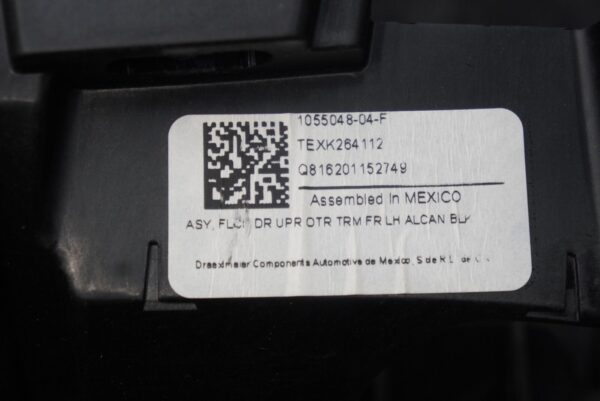 1055048-04-F
TEXK264112
Q816201152749
Assembled in MEXICO
ASY, DR UPR OTR TRM FR LH ALCAN BLK
Draexlmaier Components Automotive de Mexico, S de R.L. de